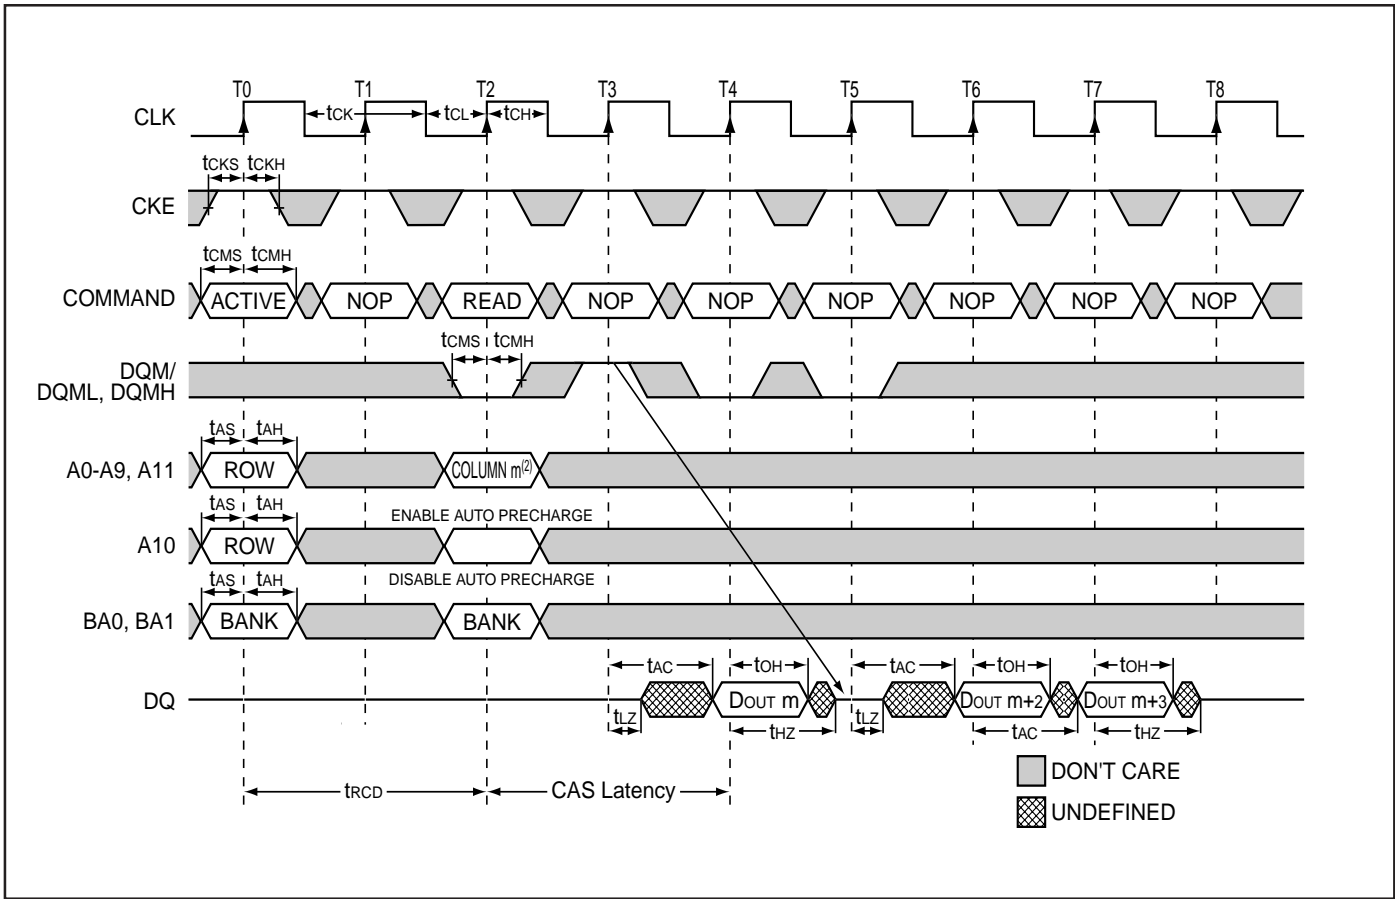 T0 T1 T2 T3 T4 T5 T6 T7 T8
CLK tCK tCL tCH
tCKS tCKH
CKE
tCMS tCMH
COMMAND ACTIVE NOP READ NOP NOP NOP NOP NOP NOP
tCMS tCMH
DQM/
DQML, DQMH
tAS tAH
A0-A9, A11 ROW COLUMN m(2)
tAS tAH ENABLE AUTO PRECHARGE
A10 ROW
tAS tAH DISABLE AUTO PRECHARGE
BA0, BA1 BANK BANK
tAC tOH tAC tOH tOH
DQ DOUT m DOUT m+2 DOUT m+3
tLZ tHZ tLZ tAC tHZ
DON'T CARE
tRCD CAS Latency
UNDEFINED